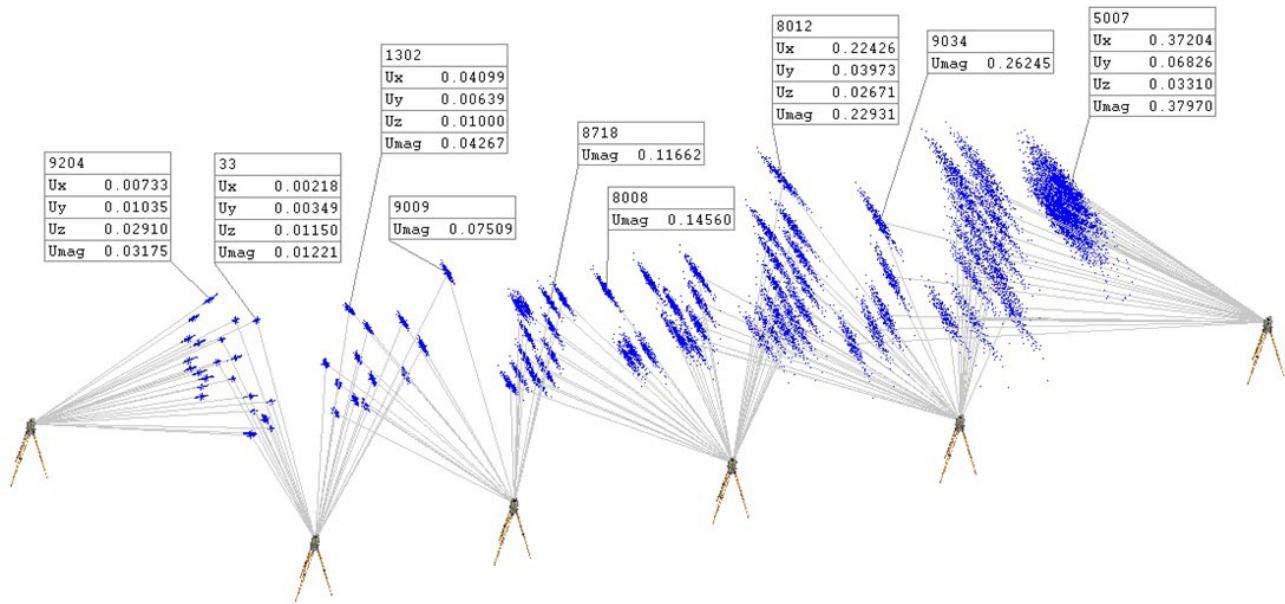 9204
Ux 0.00733
Uy 0.01035
Uz 0.02910
Umag 0.03175
33
Ux 0.00218
Uy 0.00349
Uz 0.01150
Umag 0.01221
1302
Ux 0.04099
Uy 0.00639
Uz 0.01000
Umag 0.04267
9009
Umag 0.07509
8718
Umag 0.11662
8008
Umag 0.14560
8012
Ux 0.22426
Uy 0.03973
Uz 0.02671
Umag 0.22931
9034
Umag 0.26245
5007
Ux 0.37204
Uy 0.06826
Uz 0.03310
Umag 0.37970